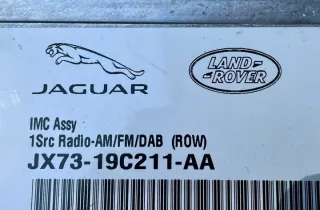 JAGUAR
LAND-
ROVER
IMC Assy
1Src Radio-AM/FM/DAB (ROW)
JX73-19C211-AA